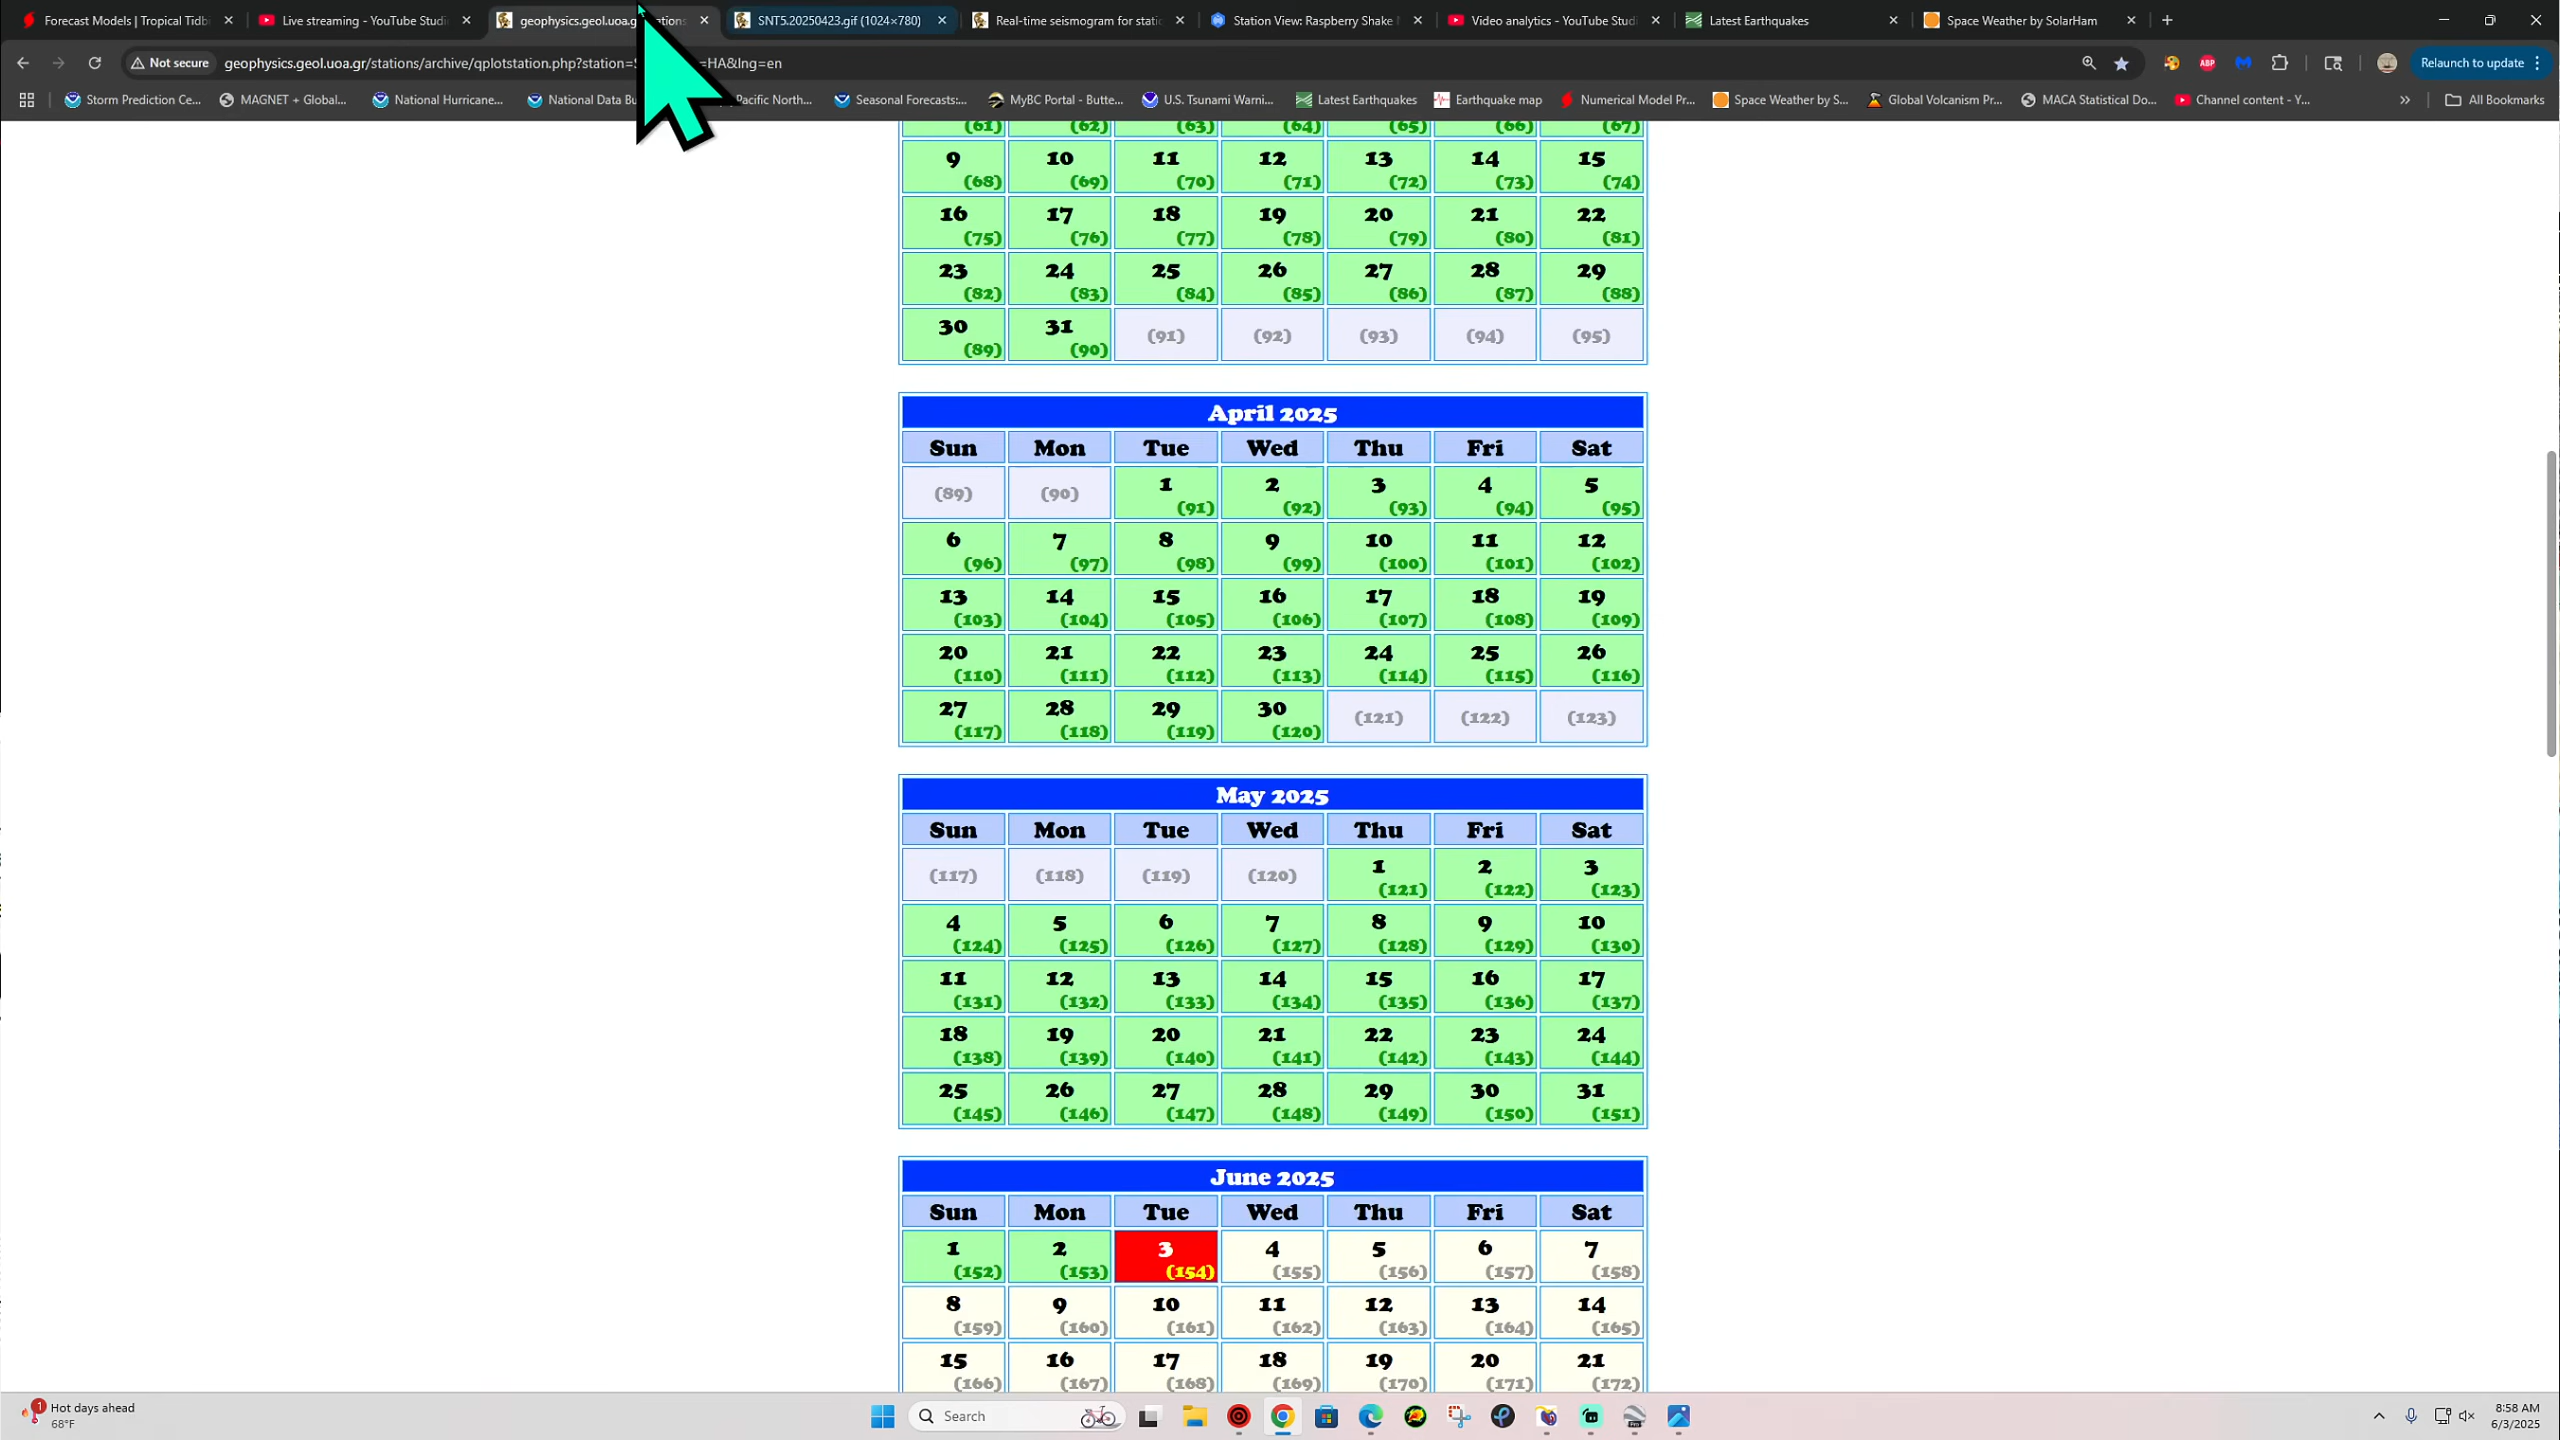 Forecast Models | Tropical Tidbi
Live streaming - YouTube Studi
geophysics.geol.uoa.g
SNT5.20250423.gif (1024×780)
Real-time seismogram for static
Station View: Raspberry Shake
Video analytics - YouTube Studi
Latest Earthquakes
Space Weather by SolarHam
Not secure
geophysics.geol.uoa.gr/stations/archive/qplotstation.php?station=S =HA&lng=en
Relaunch to update
Storm Prediction Ce...
MAGNET + Global...
National Hurricane...
National Data Bu
Pacific North...
Seasonal Forecasts:...
MyBC Portal - Butte...
U.S. Tsunami Warni...
Latest Earthquakes
Earthquake map
Numerical Model Pr...
Space Weather by S...
Global Volcanism Pr...
MACA Statistical Do...
Channel content - Y...
All Bookmarks
(61) (62) (63) (64) (65) (66) (67)
9 10 11 12 13 14 15
(68) (69) (70) (71) (72) (73) (74)
16 17 18 19 20 21 22
(75) (76) (77) (78) (79) (80) (81)
23 24 25 26 27 28 29
(82) (83) (84) (85) (86) (87) (88)
30 31 (91) (92) (93) (94) (95)
(89) (90)
April 2025
Sun Mon Tue Wed Thu Fri Sat
(89) (90) 1 2 3 4 5
(91) (92) (93) (94) (95)
6 7 8 9 10 11 12
(96) (97) (98) (99) (100) (101) (102)
13 14 15 16 17 18 19
(103) (104) (105) (106) (107) (108) (109)
20 21 22 23 24 25 26
(110) (111) (112) (113) (114) (115) (116)
27 28 29 30 (121) (122) (123)
(117) (118) (119) (120)
May 2025
Sun Mon Tue Wed Thu Fri Sat
(117) (118) (119) (120) 1 2 3
(121) (122) (123)
4 5 6 7 8 9 10
(124) (125) (126) (127) (128) (129) (130)
11 12 13 14 15 16 17
(131) (132) (133) (134) (135) (136) (137)
18 19 20 21 22 23 24
(138) (139) (140) (141) (142) (143) (144)
25 26 27 28 29 30 31
(145) (146) (147) (148) (149) (150) (151)
June 2025
Sun Mon Tue Wed Thu Fri Sat
1 2 3 4 5 6 7
(152) (153) (154) (155) (156) (157) (158)
8 9 10 11 12 13 14
(159) (160) (161) (162) (163) (164) (165)
15 16 17 18 19 20 21
(166) (167) (168) (169) (170) (171) (172)
1
Hot days ahead
68°F
Search
8:58 AM
6/3/2025